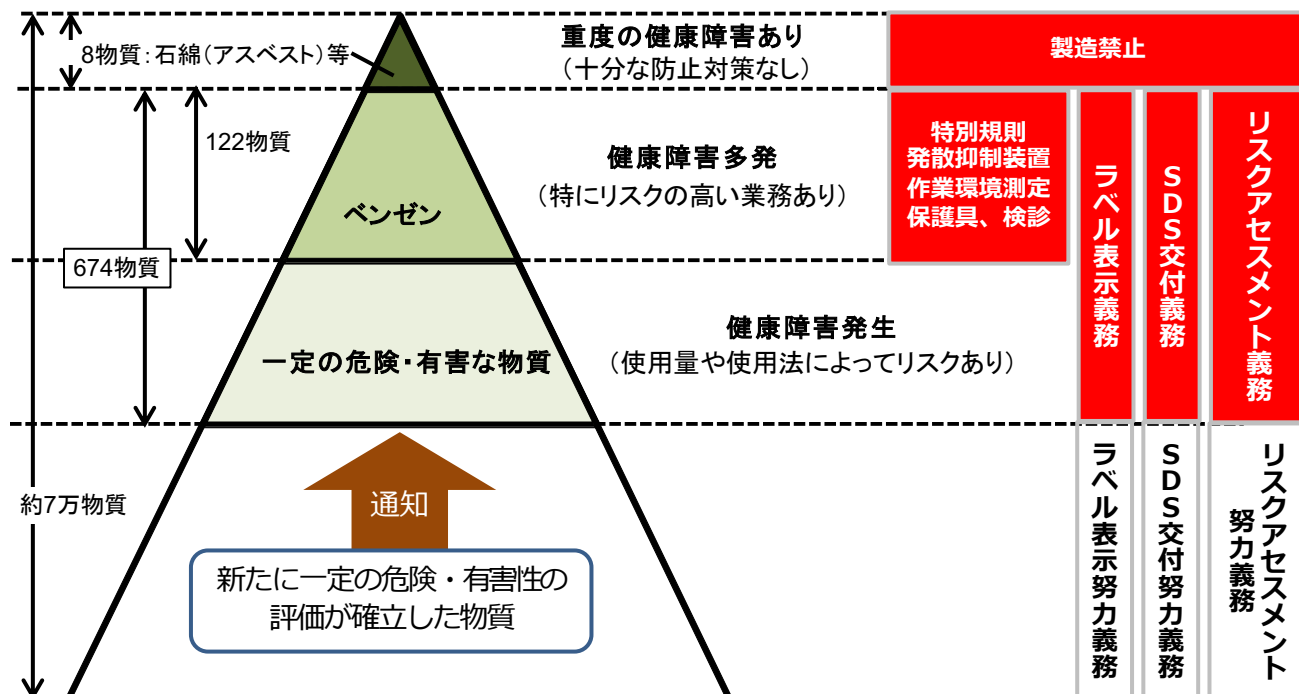 8物質：石綿（アスベスト）等
重度の健康障害あり
（十分な防止対策なし）
製造禁止
122物質
674物質
約7万物質
ベンゼン
健康障害多発
（特にリスクの高い業務あり）
特別規則
発散抑制装置
作業環境測定
保護具、検診
ラベル表示義務
SDS交付義務
リスクアセスメント義務
一定の危険・有害な物質
健康障害発生
（使用量や使用法によってリスクあり）
通知
新たに一定の危険・有害性の
評価が確立した物質
ラベル表示努力義務
SDS交付努力義務
リスクアセスメント
努力義務